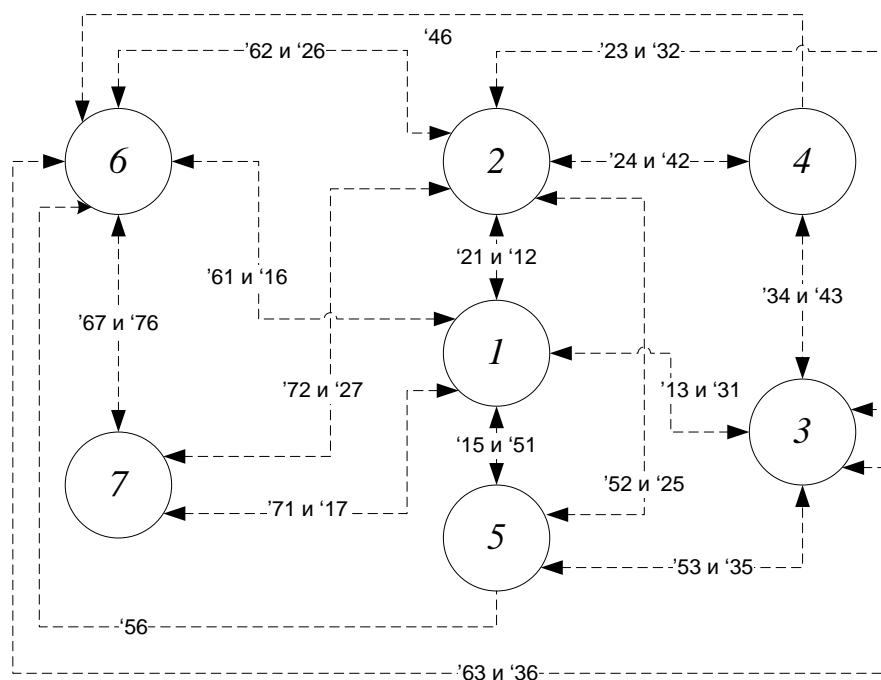 ‘46
’62 и ‘26
’23 и ‘32
6
2
4
’24 и ‘42
‘21 и ‘12
’61 и ‘16
’34 и ‘43
’67 и ‘76
1
’72 и ‘27
’13 и ‘31
3
‘15 и ‘51
7
’52 и ‘25
’71 и ‘17
5
’53 и ‘35
‘56
’63 и ‘36